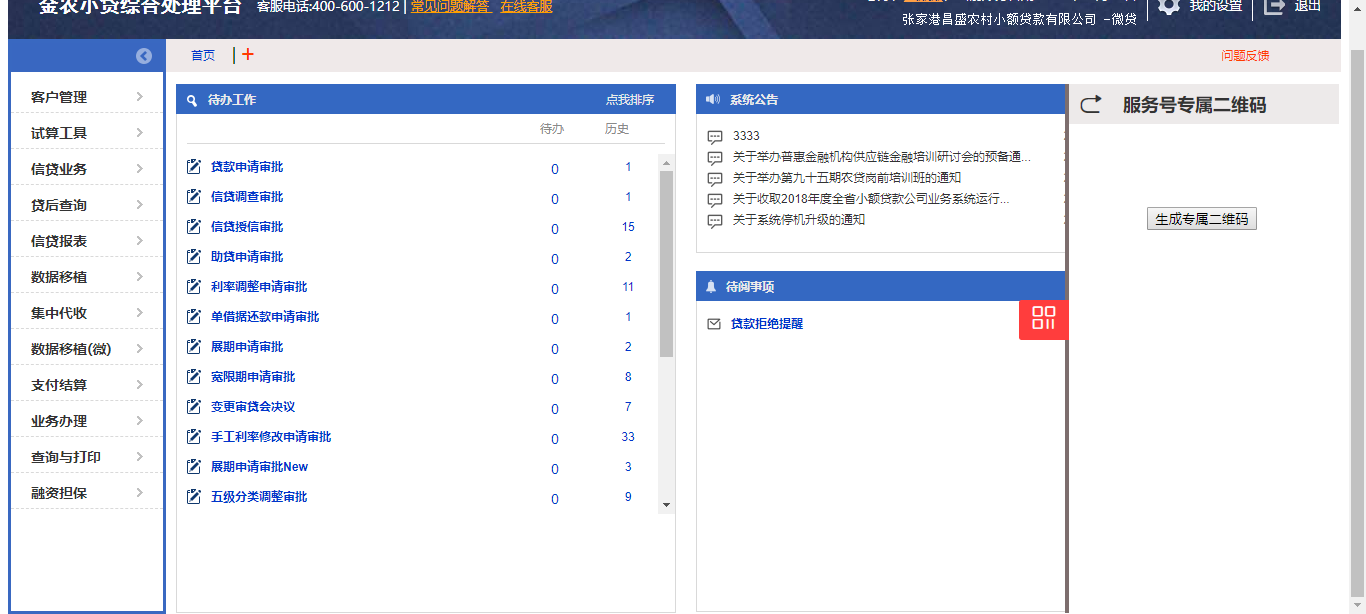 金农小贷综合处理平台 客服电话:400-600-1212 | 常见问题解答 在线客服
张家港昌盛农村小额贷款有限公司 -微贷 我的设置 退出
首页 | + 问题反馈
客户管理
试算工具
信贷业务
贷后查询
信贷报表
数据移植
集中代收
数据移植(微)
支付结算
业务办理
查询与打印
融资担保
待办工作 点我排序
待办 历史
贷款申请审批 0 1
信贷调查审批 0 1
信贷授信审批 0 15
助贷申请审批 0 2
利率调整申请审批 0 11
单借据还款申请审批 0 1
展期申请审批 0 2
宽限期申请审批 0 8
变更审贷会决议 0 7
手工利率修改申请审批 0 33
展期申请审批New 0 3
五级分类调整审批 0 9
系统公告
3333
关于举办普惠金融机构供应链金融培训研讨会的预备通...
关于举办第九十五期农贷岗前培训班的通知
关于收取2018年度全省小额贷款公司业务系统运行...
关于系统停机升级的通知
待阅事项
贷款拒绝提醒
服务号专属二维码
生成专属二维码